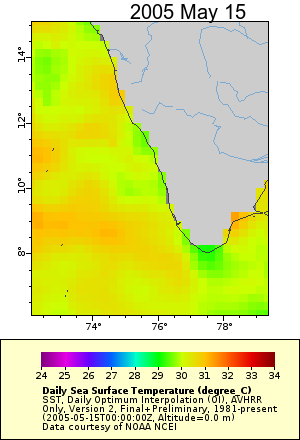 2005 May 15
14°
12°
10°
8°
74°
76°
78°
24 25 26 27 28 29 30 31 32 33 34
Daily Sea Surface Temperature (degree_C)
SST, Daily Optimum Interpolation (OI), AVHRR
Only, Version 2, Final+Preliminary, 1981-present
(2005-05-15T00:00:00Z, Altitude=0.0 m)
Data courtesy of NOAA NCEI